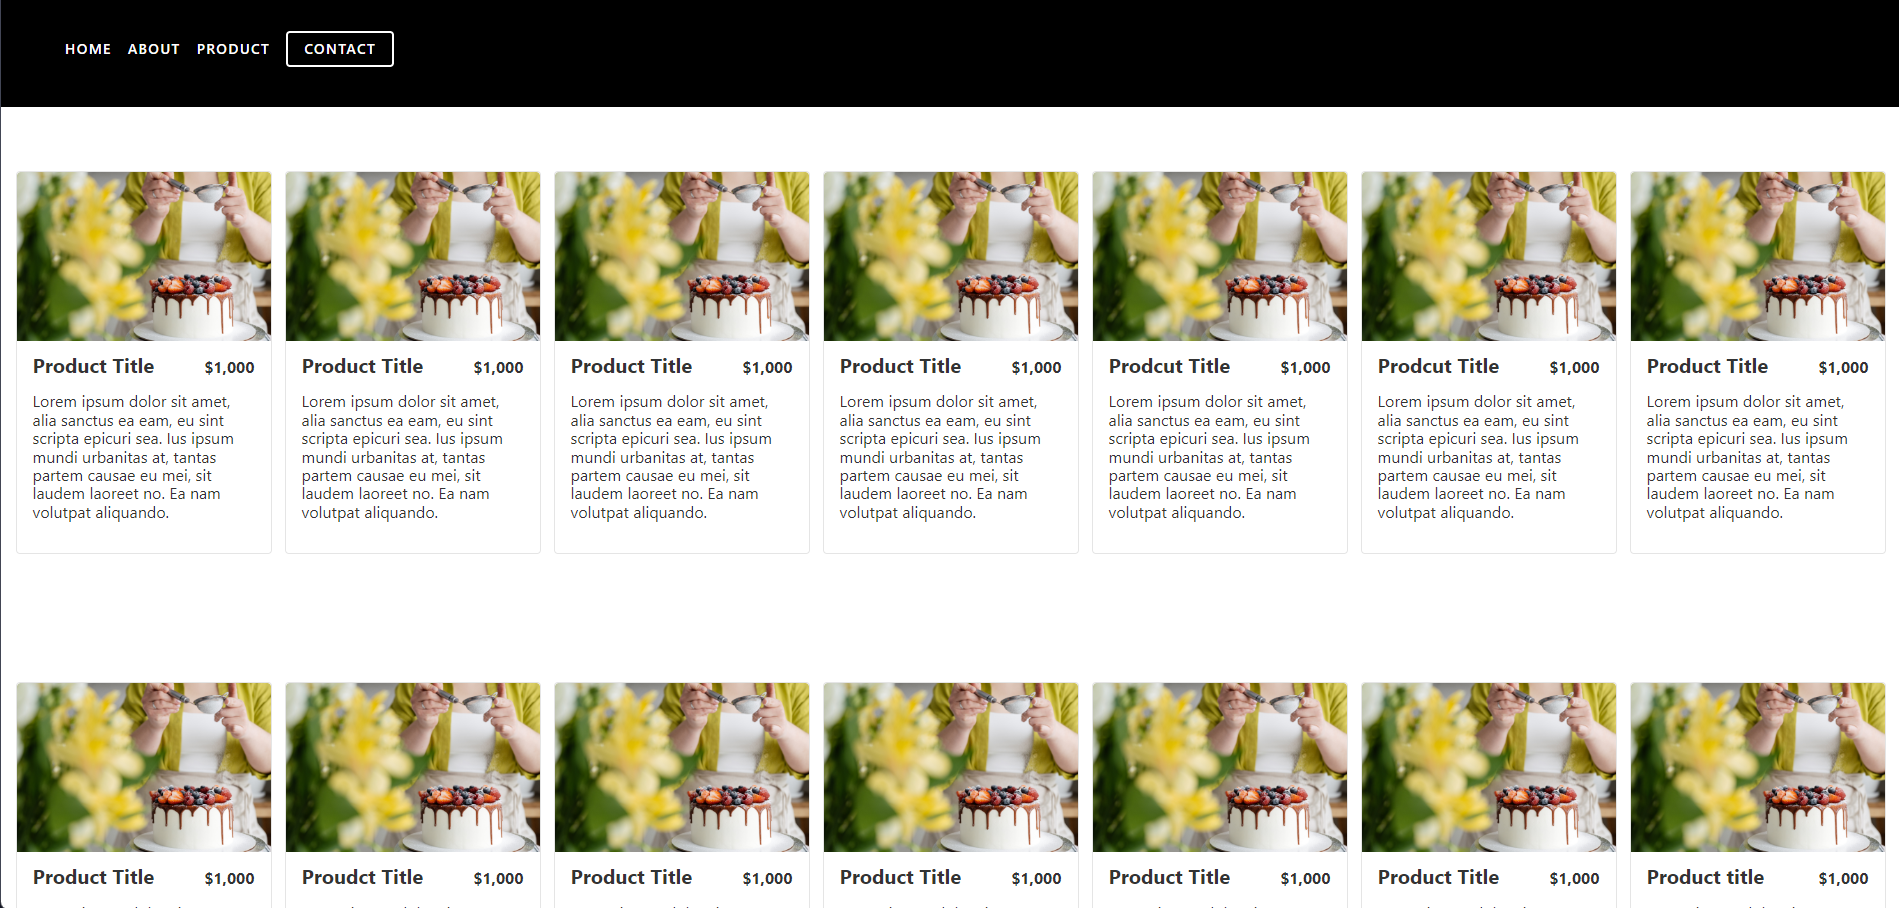 HOME ABOUT PRODUCT CONTACT
Product Title $1,000
Lorem ipsum dolor sit amet,
alia sanctus ea eam, eu sint
scripta epicuri sea. Ius ipsum
mundi urbanitas at, tantas
partem causae eu mei, sit
laudem laoreet no. Ea nam
volutpat aliquando.
Product Title $1,000
Lorem ipsum dolor sit amet,
alia sanctus ea eam, eu sint
scripta epicuri sea. Ius ipsum
mundi urbanitas at, tantas
partem causae eu mei, sit
laudem laoreet no. Ea nam
volutpat aliquando.
Product Title $1,000
Lorem ipsum dolor sit amet,
alia sanctus ea eam, eu sint
scripta epicuri sea. Ius ipsum
mundi urbanitas at, tantas
partem causae eu mei, sit
laudem laoreet no. Ea nam
volutpat aliquando.
Prodcut Title $1,000
Lorem ipsum dolor sit amet,
alia sanctus ea eam, eu sint
scripta epicuri sea. Ius ipsum
mundi urbanitas at, tantas
partem causae eu mei, sit
laudem laoreet no. Ea nam
volutpat aliquando.
Prodcut Title $1,000
Lorem ipsum dolor sit amet,
alia sanctus ea eam, eu sint
scripta epicuri sea. Ius ipsum
mundi urbanitas at, tantas
partem causae eu mei, sit
laudem laoreet no. Ea nam
volutpat aliquando.
Prodcut Title $1,000
Lorem ipsum dolor sit amet,
alia sanctus ea eam, eu sint
scripta epicuri sea. Ius ipsum
mundi urbanitas at, tantas
partem causae eu mei, sit
laudem laoreet no. Ea nam
volutpat aliquando.
Product Title $1,000
Lorem ipsum dolor sit amet,
alia sanctus ea eam, eu sint
scripta epicuri sea. Ius ipsum
mundi urbanitas at, tantas
partem causae eu mei, sit
laudem laoreet no. Ea nam
volutpat aliquando.
Product Title $1,000
Proudct Title $1,000
Product Title $1,000
Product Title $1,000
Product Title $1,000
Product Title $1,000
Product title $1,000